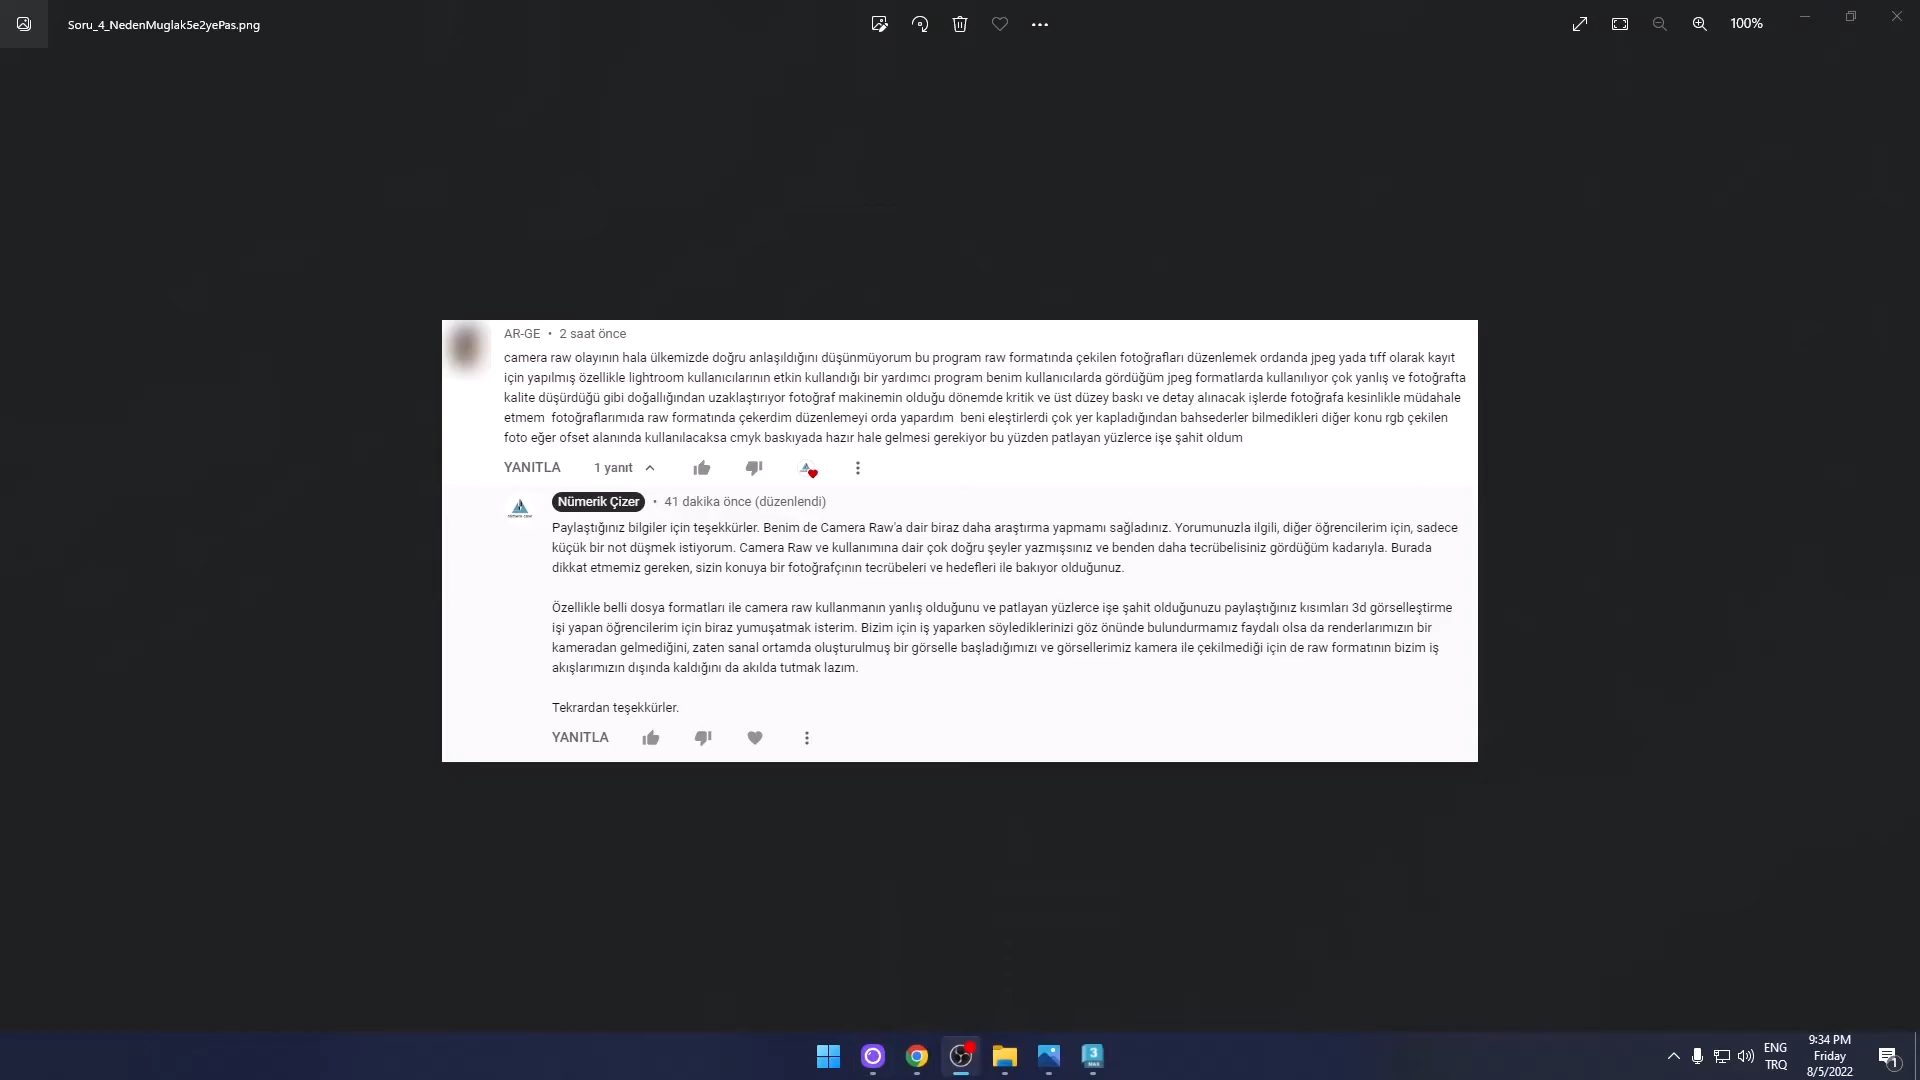 Soru_4_NedenMuglak5e2yePas.png
100%
AR-GE • 2 saat önce
camera raw olayının hala ülkemizde doğru anlaşıldığını düşünmüyorum bu program raw formatında çekilen fotoğrafları düzenlemek ordanda jpeg yada tıff olarak kayıt
için yapılmış özellikle lightroom kullanıcılarının etkin kullandığı bir yardımcı program benim kullanıcılarda gördüğüm jpeg formatlarda kullanılıyor çok yanlış ve fotoğrafta
kalite düşürdüğü gibi doğallığından uzaklaştırıyor fotoğraf makinemin olduğu dönemde kritik ve üst düzey baskı ve detay alınacak işlerde fotoğrafa kesinlikle müdahale
etmem fotoğraflarımıda raw formatında çekerdim düzenlemeyi orda yapardım beni eleştirlerdi çok yer kapladığından bahsederler bilmedikleri diğer konu rgb çekilen
foto eğer ofset alanında kullanılacaksa cmyk baskıyada hazır hale gelmesi gerekiyor bu yüzden patlayan yüzlerce işe şahit oldum
YANITLA 1 yanıt
Nümerik Çizer • 41 dakika önce (düzenlendi)
Paylaştığınız bilgiler için teşekkürler. Benim de Camera Raw'a dair biraz daha araştırma yapmamı sağladınız. Yorumunuzla ilgili, diğer öğrencilerim için, sadece
küçük bir not düşmek istiyorum. Camera Raw ve kullanımına dair çok doğru şeyler yazmışsınız ve benden daha tecrübelisiniz gördüğüm kadarıyla. Burada
dikkat etmemiz gereken, sizin konuya bir fotoğrafçının tecrübeleri ve hedefleri ile bakıyor olduğunuz.
Özellikle belli dosya formatları ile camera raw kullanmanın yanlış olduğunu ve patlayan yüzlerce işe şahit olduğunuzu paylaştığınız kısımları 3d görselleştirme
işi yapan öğrencilerim için biraz yumuşatmak isterim. Bizim için iş yaparken söylediklerinizi göz önünde bulundurmamız faydalı olsa da renderlarımızın bir
kameradan gelmediğini, zaten sanal ortamda oluşturulmuş bir görselle başladığımızı ve görsellerimiz kamera ile çekilmediği için de raw formatının bizim iş
akışlarımızın dışında kaldığını da akılda tutmak lazım.
Tekrardan teşekkürler.
YANITLA
3
ENG
TRQ
9:34 PM
Friday
8/5/2022
1